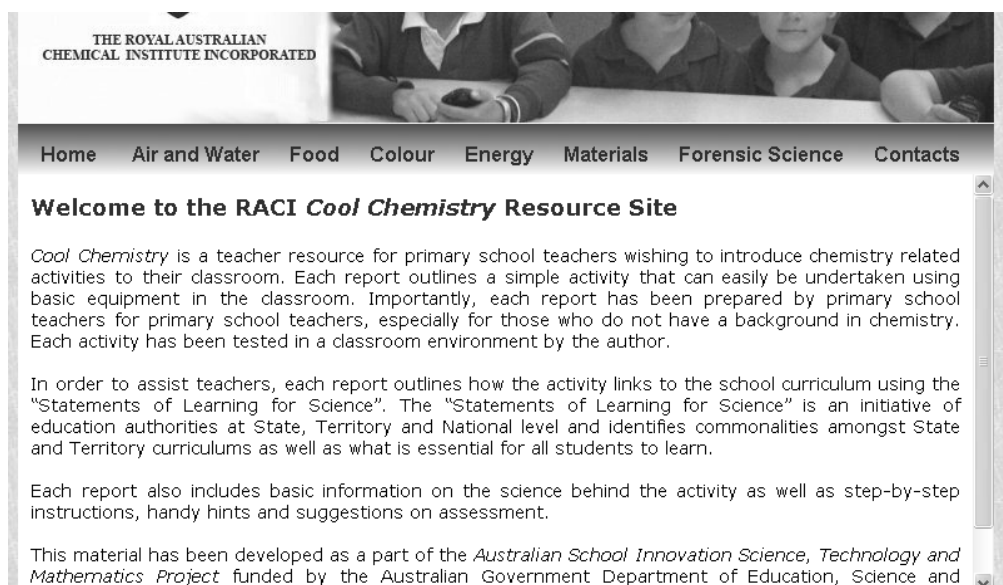 THE ROYAL AUSTRALIAN
CHEMICAL INSTITUTE INCORPORATED
Home Air and Water Food Colour Energy Materials Forensic Science Contacts
Welcome to the RACI Cool Chemistry Resource Site
Cool Chemistry is a teacher resource for primary school teachers wishing to introduce chemistry related
activities to their classroom. Each report outlines a simple activity that can easily be undertaken using
basic equipment in the classroom. Importantly, each report has been prepared by primary school
teachers for primary school teachers, especially for those who do not have a background in chemistry.
Each activity has been tested in a classroom environment by the author.
In order to assist teachers, each report outlines how the activity links to the school curriculum using the
“Statements of Learning for Science”. The “Statements of Learning for Science” is an initiative of
education authorities at State, Territory and National level and identifies commonalities amongst State
and Territory curriculums as well as what is essential for all students to learn.
Each report also includes basic information on the science behind the activity as well as step-by-step
instructions, handy hints and suggestions on assessment.
This material has been developed as a part of the Australian School Innovation Science, Technology and
Mathematics Project funded by the Australian Government Department of Education, Science and